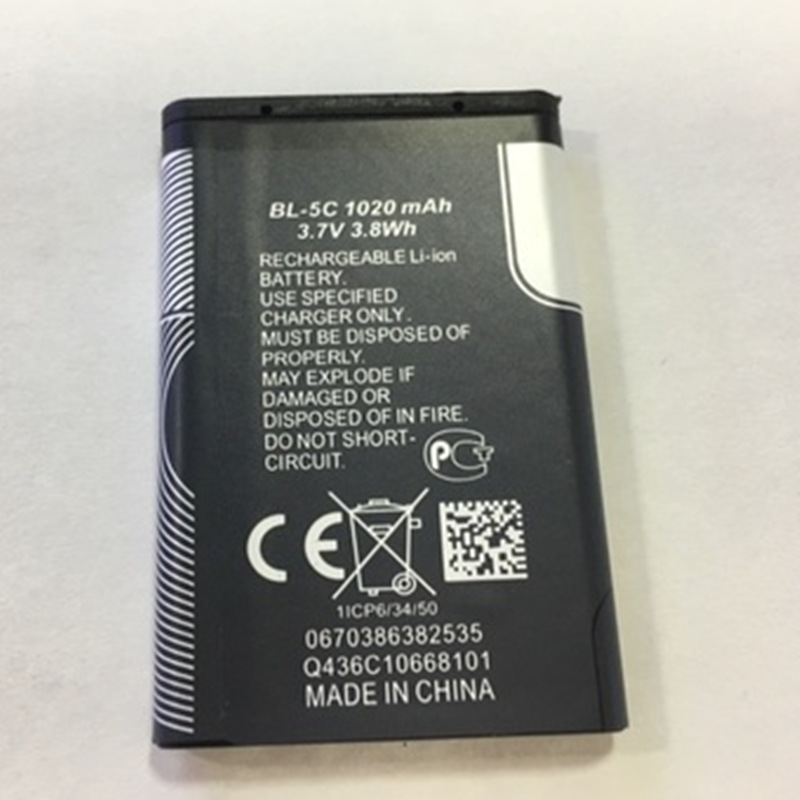 BL-5C 1020 mAh
3.7V 3.8Wh
RECHARGEABLE Li-ion
BATTERY.
USE SPECIFIED
CHARGER ONLY.
MUST BE DISPOSED OF
PROPERLY.
MAY EXPLODE IF
DAMAGED OR
DISPOSED OF IN FIRE.
DO NOT SHORT-
CIRCUIT.
PCT
CE
1ICP6/34/50
0670386382535
Q436C10668101
MADE IN CHINA